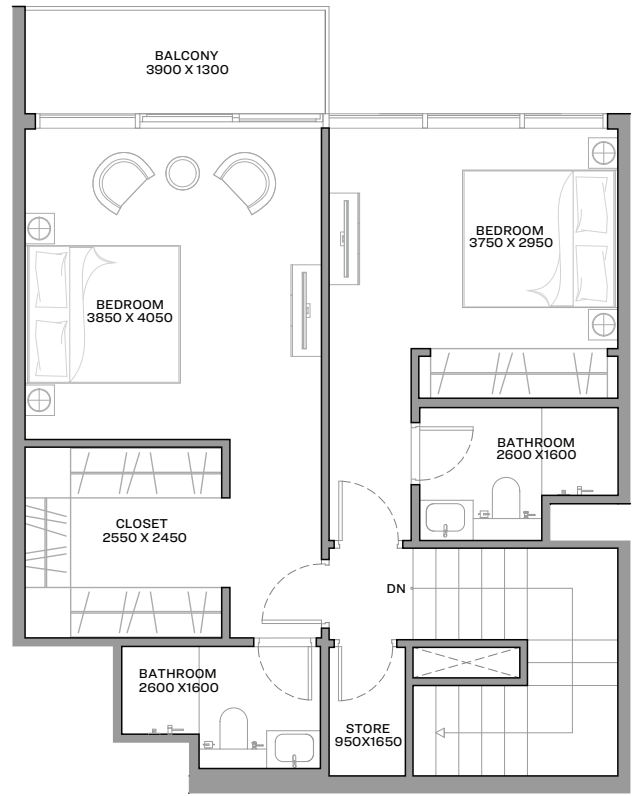 BALCONY
3900 X 1300
BEDROOM
3750 X 2950
BEDROOM
3850 X 4050
BATHROOM
2600 X1600
CLOSET
2550 X 2450
DN
BATHROOM
2600 X1600
STORE
950X1650